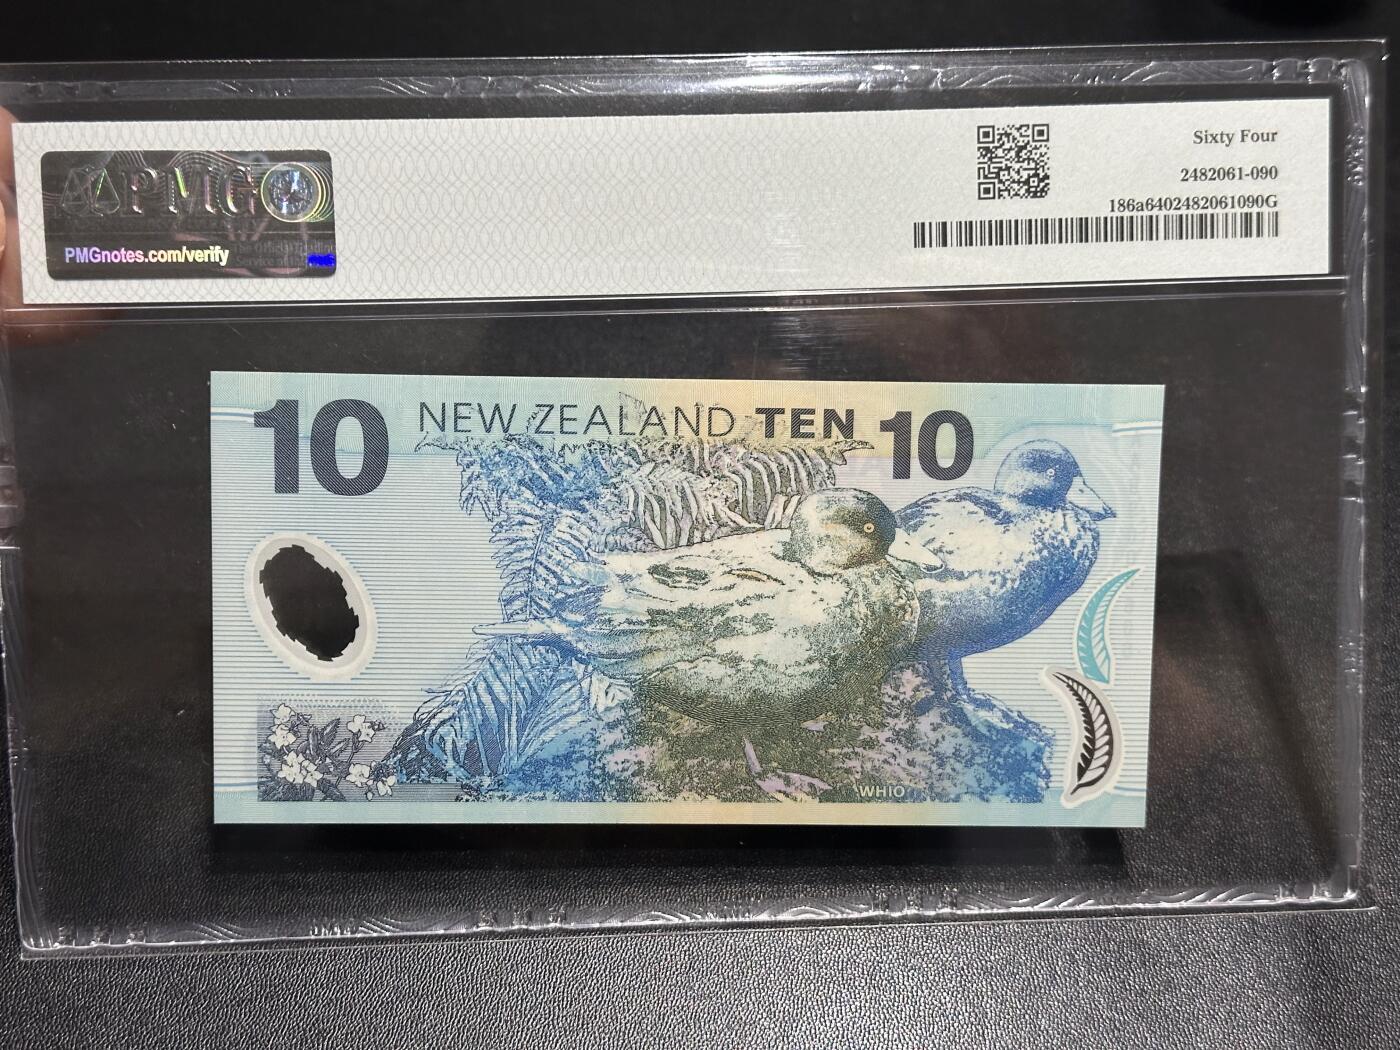 PMG
PMGnotes.com/verify
Sixty Four
2482061-090
186a6402482061090G
10 NEW ZEALAND TEN 10
WHIO